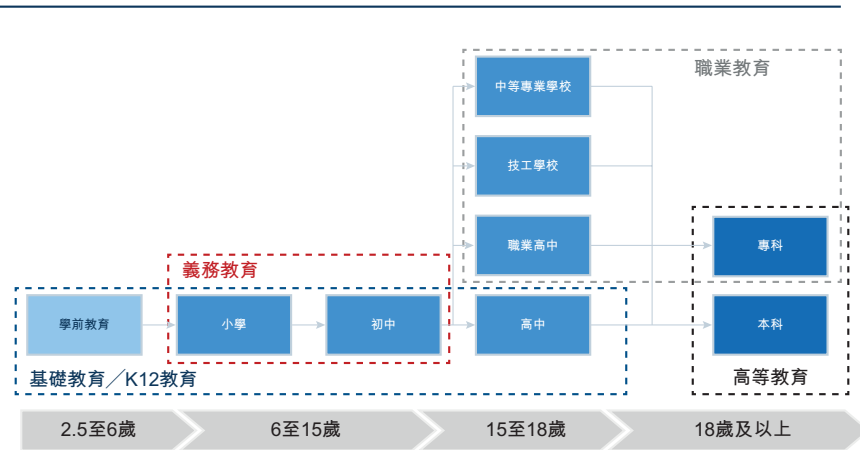 職業教育
中等專業學校
技工學校
職業高中
專科
義務教育
學前教育
小學
初中
高中
本科
基礎教育／K12教育
高等教育
2.5至6歲
6至15歲
15至18歲
18歲及以上